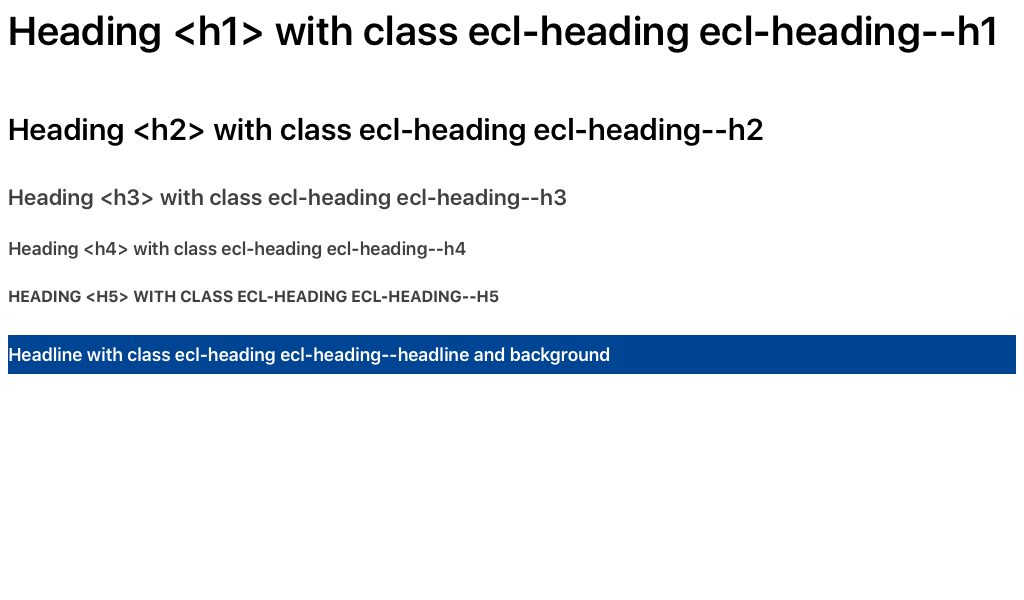 Heading <h1> with class ecl-heading ecl-heading--h1
Heading <h2> with class ecl-heading ecl-heading--h2
Heading <h3> with class ecl-heading ecl-heading--h3
Heading <h4> with class ecl-heading ecl-heading--h4
HEADING <H5> WITH CLASS ECL-HEADING ECL-HEADING--H5
Headline with class ecl-heading ecl-heading--headline and background